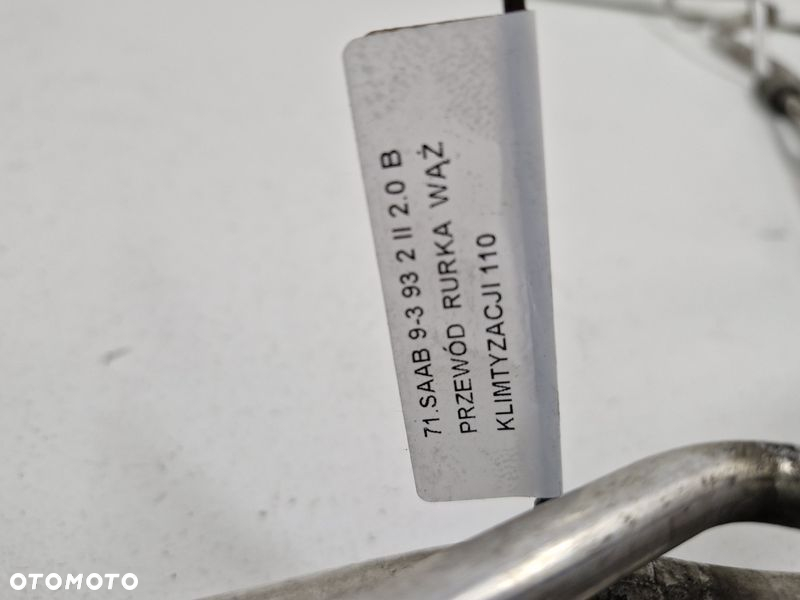 71.SAAB 9-3 93 2 II 2.0 B
PRZEWÓD RURKA WĄŻ
KLIMTYZACJI 110
OTOMOTO